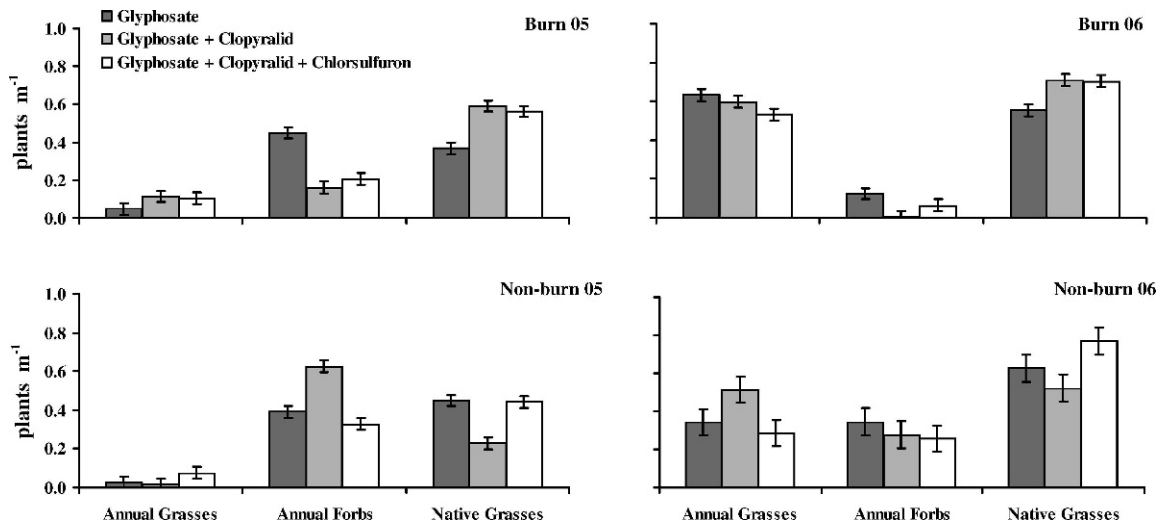 Glyphosate
Glyphosate + Clopyralid
Glyphosate + Clopyralid + Chlorsulfuron
Burn 05
plants m⁻¹
1.0
0.8
0.6
0.4
0.2
0.0
Burn 06
Non-burn 05
plants m⁻¹
1.0
0.8
0.6
0.4
0.2
0.0
Annual Grasses Annual Forbs Native Grasses
Non-burn 06
Annual Grasses Annual Forbs Native Grasses